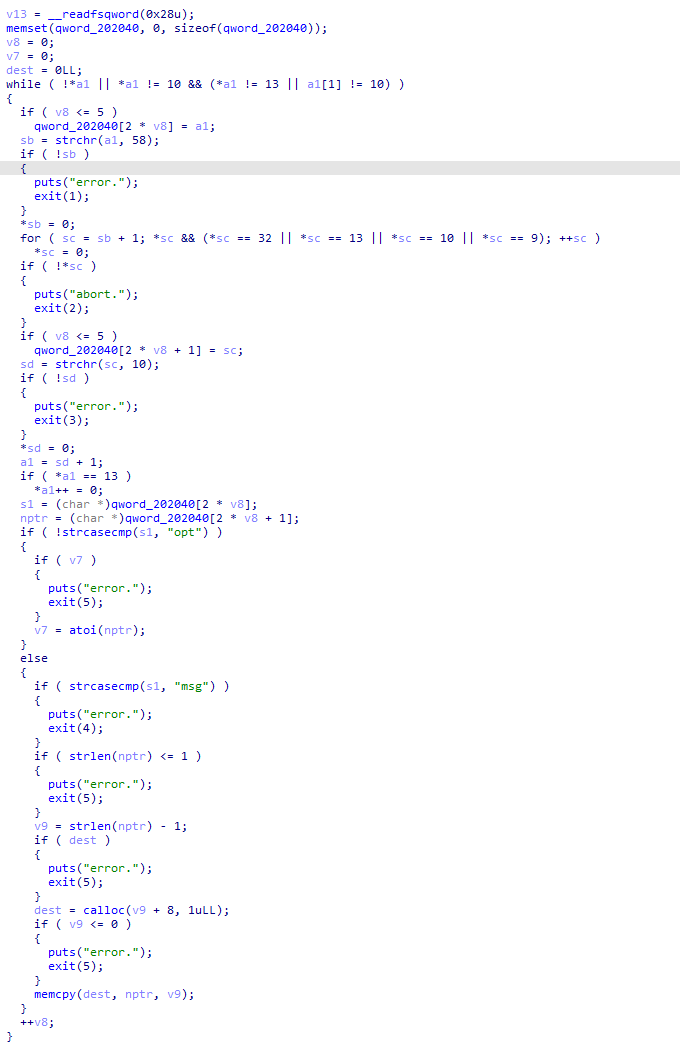 v13 = __readfsqword(0x28u);
memset(qword_202040, 0, sizeof(qword_202040));
v8 = 0;
v7 = 0;
dest = 0LL;
while ( !*a1 || *a1 != 10 && (*a1 != 13 || a1[1] != 10) )
{
  if ( v8 <= 5 )
    qword_202040[2 * v8] = a1;
  sb = strchr(a1, 58);
  if ( !sb )
  {
    puts("error.");
    exit(1);
  }
  *sb = 0;
  for ( sc = sb + 1; *sc && (*sc == 32 || *sc == 13 || *sc == 10 || *sc == 9); ++sc )
    *sc = 0;
  if ( !*sc )
  {
    puts("abort.");
    exit(2);
  }
  if ( v8 <= 5 )
    qword_202040[2 * v8 + 1] = sc;
  sd = strchr(sc, 10);
  if ( !sd )
  {
    puts("error.");
    exit(3);
  }
  *sd = 0;
  a1 = sd + 1;
  if ( *a1 == 13 )
    *a1++ = 0;
  s1 = (char *)qword_202040[2 * v8];
  nptr = (char *)qword_202040[2 * v8 + 1];
  if ( !strcasecmp(s1, "opt") )
  {
    if ( v7 )
    {
      puts("error.");
      exit(5);
    }
    v7 = atoi(nptr);
  }
  else
  {
    if ( strcasecmp(s1, "msg") )
    {
      puts("error.");
      exit(4);
    }
    if ( strlen(nptr) <= 1 )
    {
      puts("error.");
      exit(5);
    }
    v9 = strlen(nptr) - 1;
    if ( dest )
    {
      puts("error.");
      exit(5);
    }
    dest = calloc(v9 + 8, 1uLL);
    if ( v9 <= 0 )
    {
      puts("error.");
      exit(5);
    }
    memcpy(dest, nptr, v9);
  }
  ++v8;
}